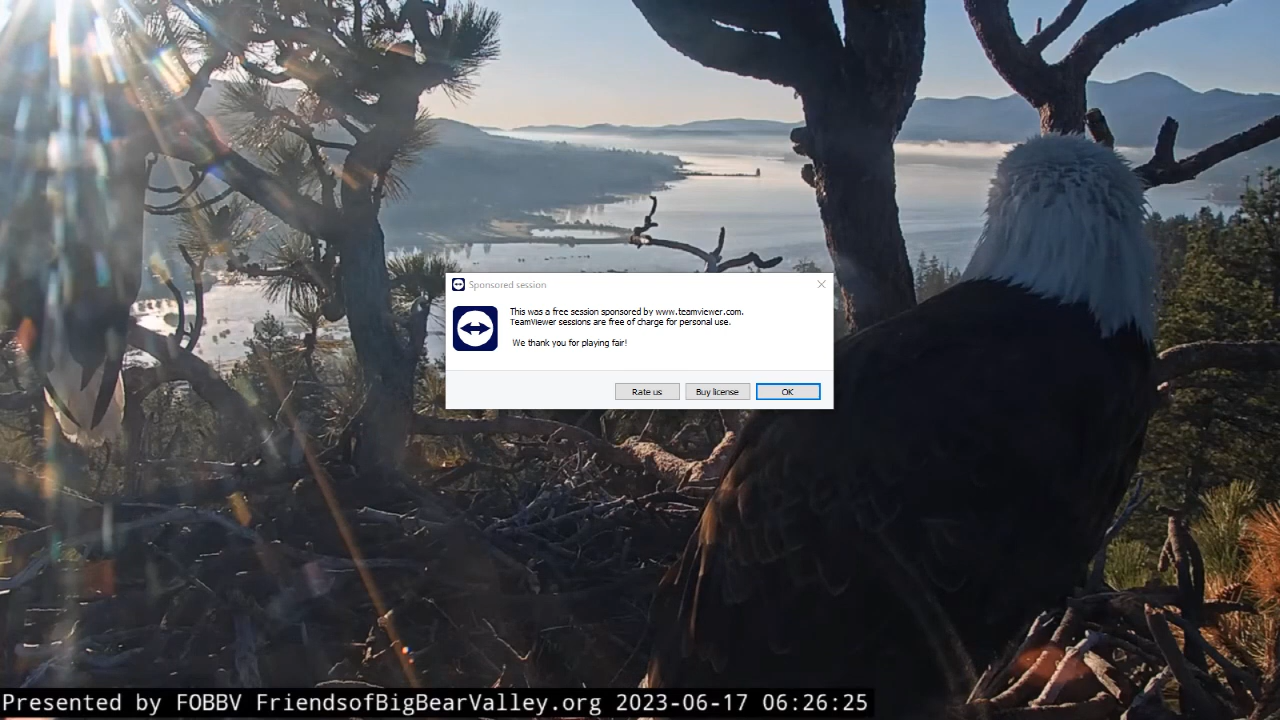 Sponsored session
This was a free session sponsored by www.teamviewer.com.
TeamViewer sessions are free of charge for personal use.
We thank you for playing fair!
Rate us Buy license OK
Presented by FOBBV FriendsofBigBearValley.org 2023-06-17 06:26:25